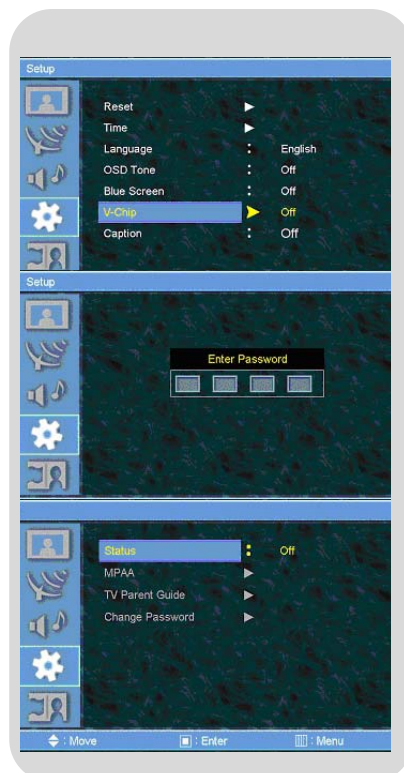 Setup
Reset
Time
Language : English
OSD Tone : Off
Blue Screen : Off
V-Chip Off
Caption : Off
Setup
Enter Password
Status : Off
MPAA
TV Parent Guide
Change Password
: Move : Enter : Menu